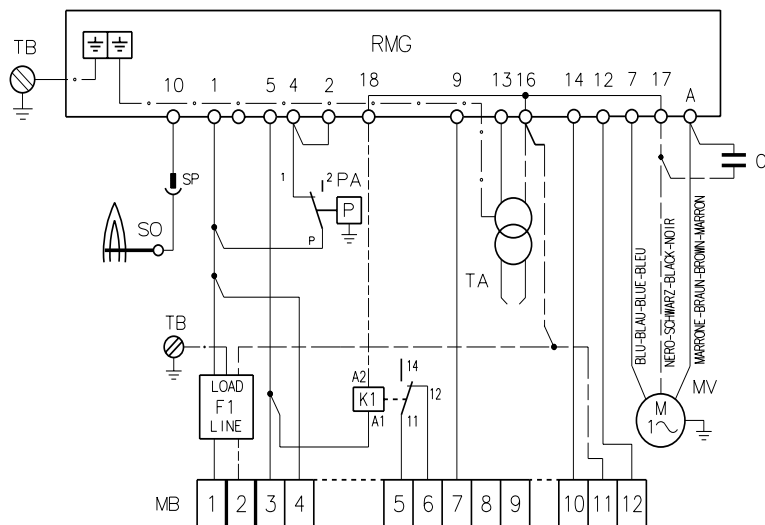 RMG
TB
10 1 5 4 2 18 9 13 16 14 12 7 17 A
SP
1 2 PA
P
P
C
SO
TA
BLU-BLAU-BLUE-BLEU
NERO-SCHWARZ-BLACK-NOIR
MARRONE-BRAUN-BROWN-MARRON
TB
LOAD
F1
LINE
A2
K1
A1
14
12
11
M
1~
MV
MB 1 2 3 4 5 6 7 8 9 10 11 12